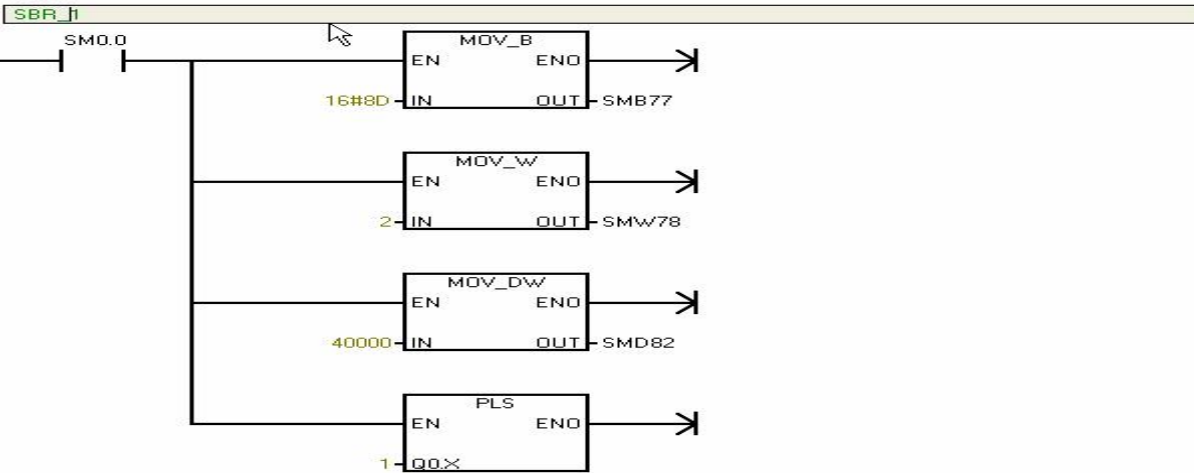 SBR_1
SM0.0
MOV_B
EN ENO
16#8D IN OUT SMB77
MOV_W
EN ENO
2 IN OUT SMW78
MOV_DW
EN ENO
40000 IN OUT SMD82
PLS
EN ENO
1 Q0.X